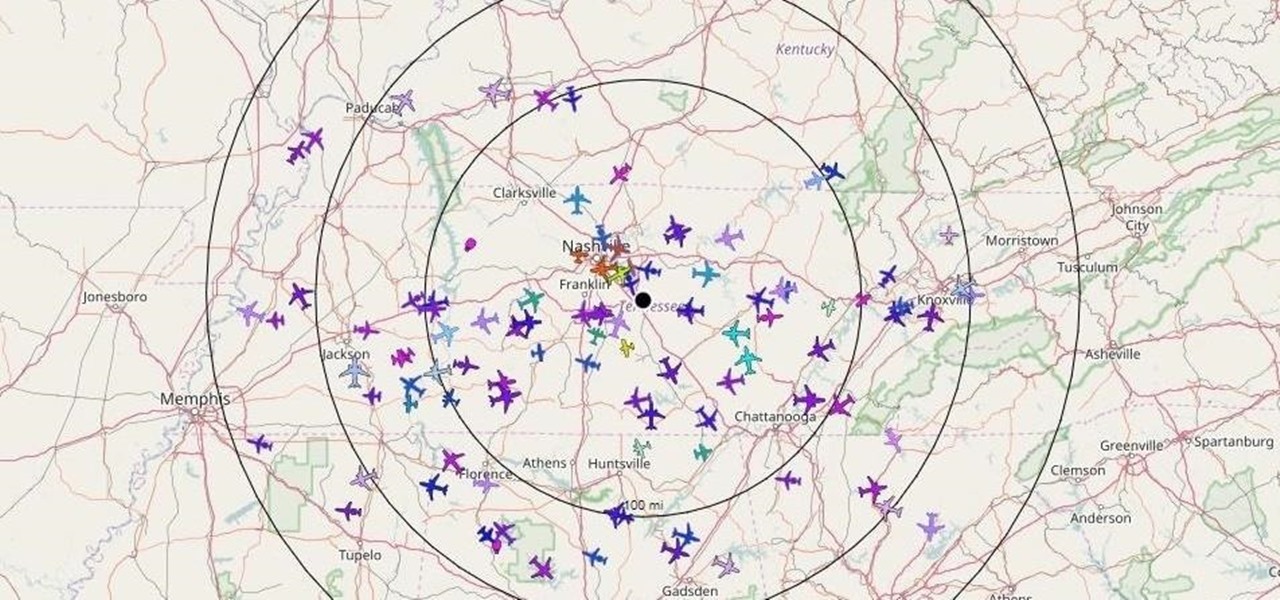 Kentucky
Paducah
Clarksville
Johnson
City
Nashville
Morristown
Tusculum
Franklin
Jonesboro
Tennessee
Knoxville
Jackson
Asheville
Memphis
Chattanooga
Greenville
Spartanburg
Athens
Huntsville
Clemson
Florence
100 mi
Anderson
Tupelo
Gadsden
Athens